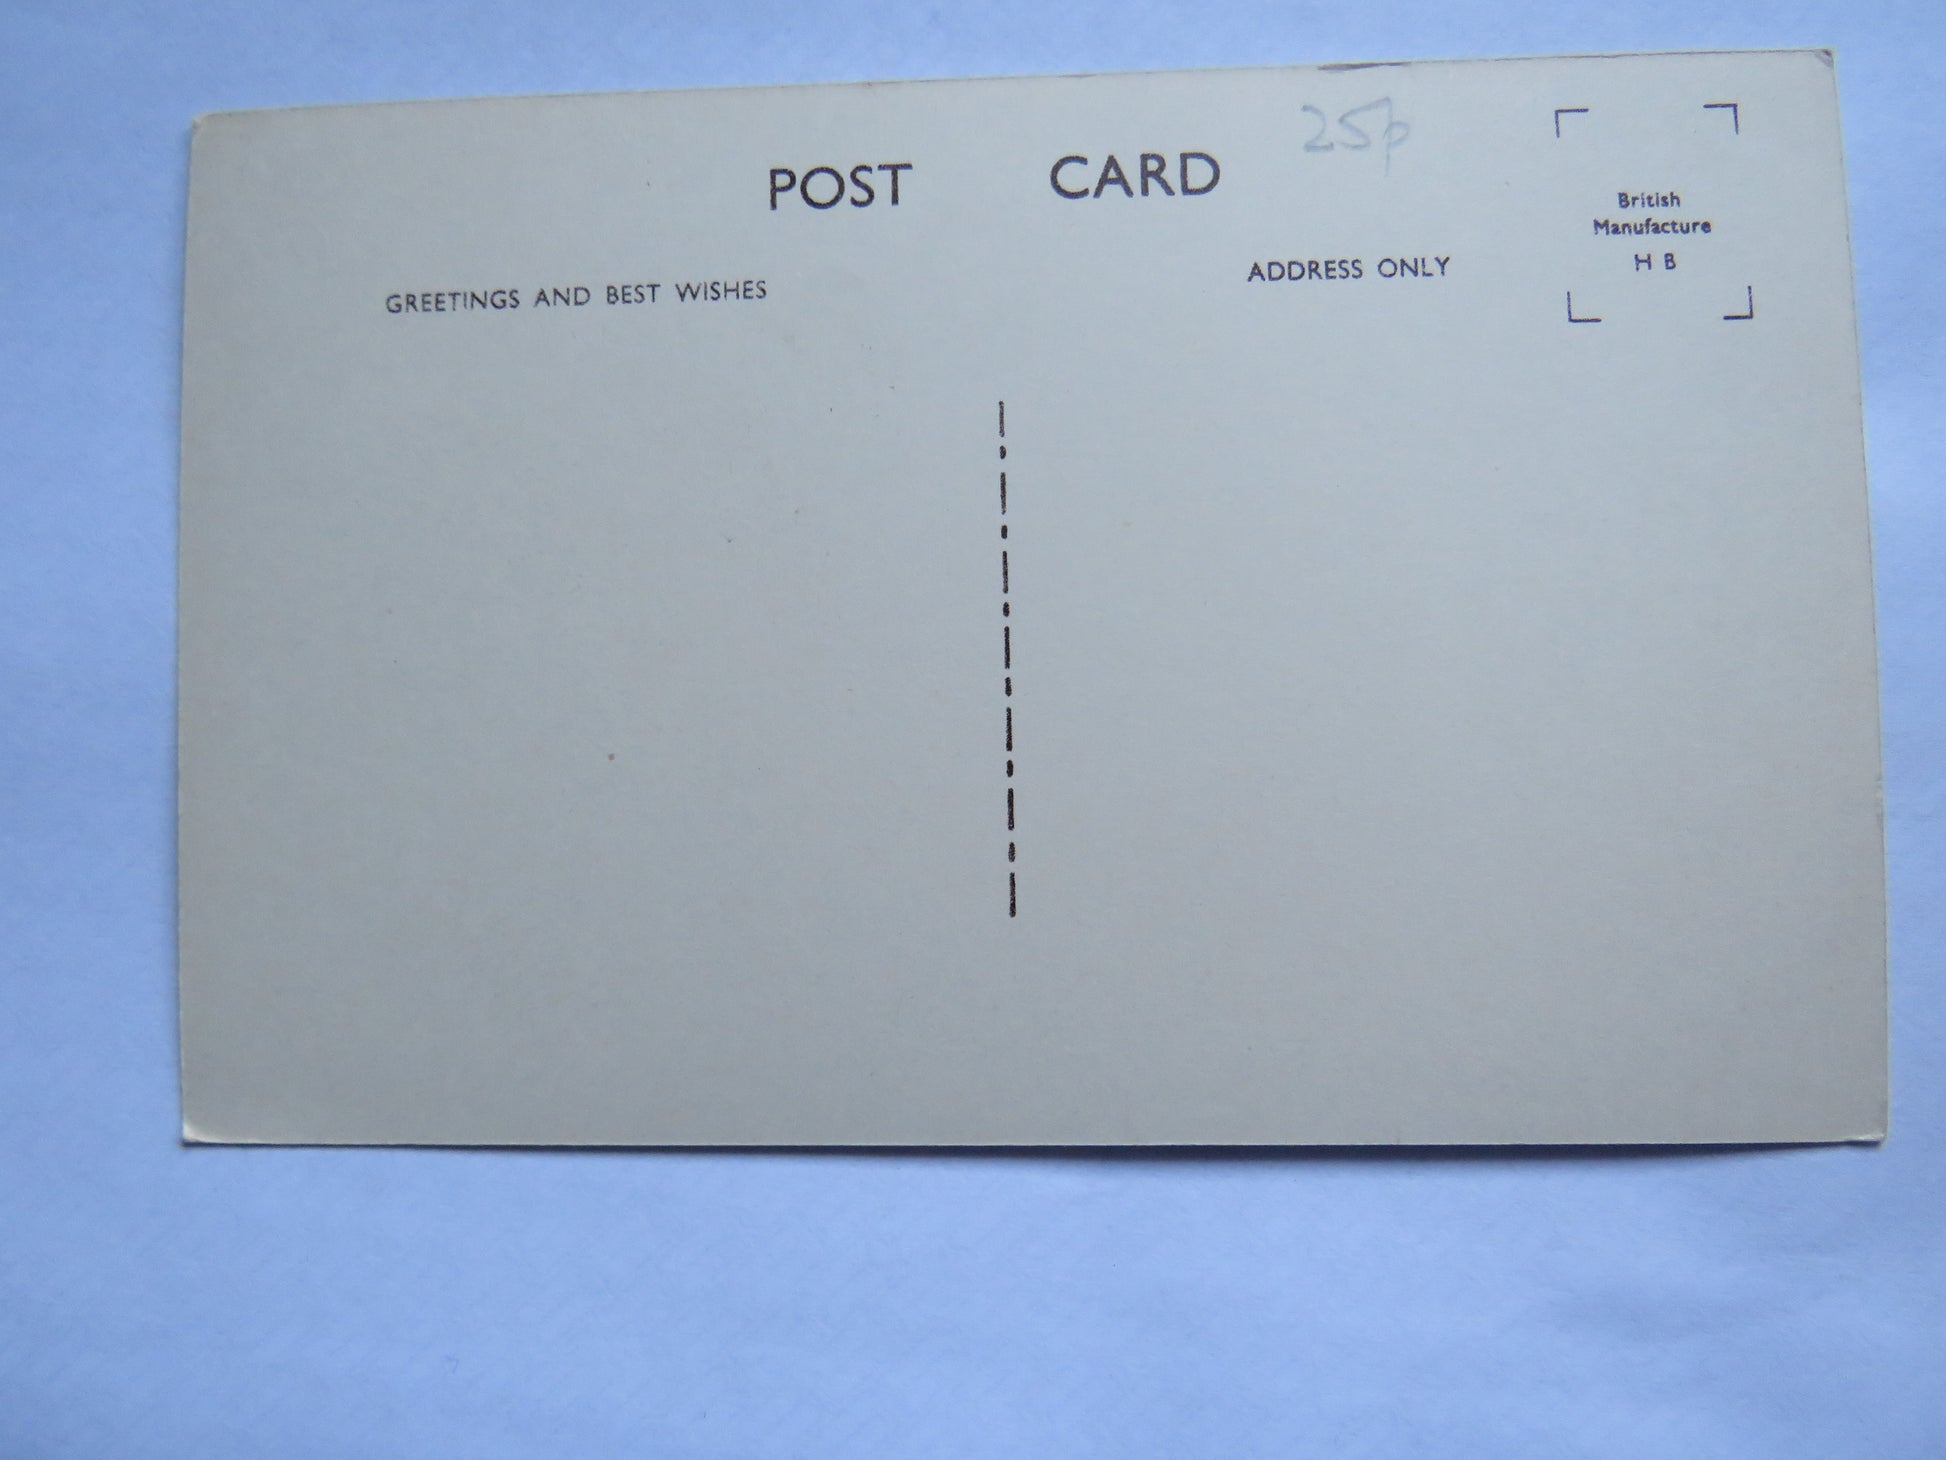 25p
POST CARD
British
Manufacture
H B
GREETINGS AND BEST WISHES
ADDRESS ONLY